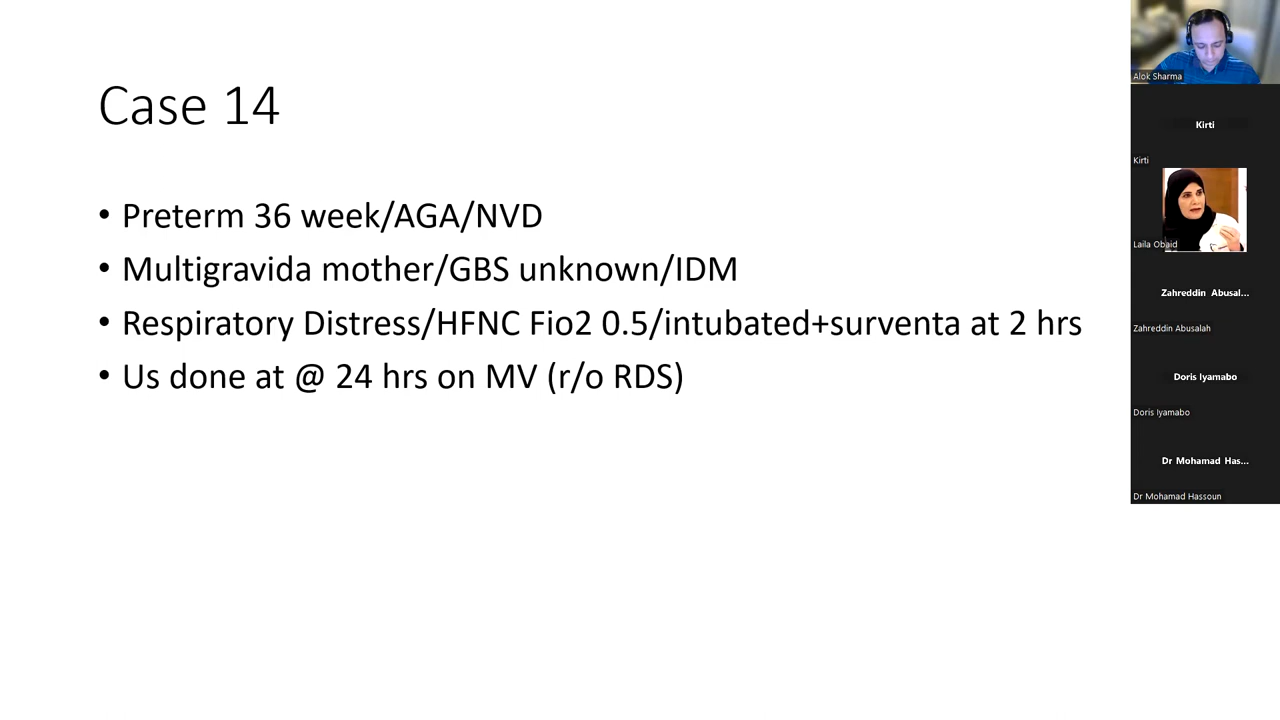 Case 14
• Preterm 36 week/AGA/NVD
• Multigravida mother/GBS unknown/IDM
• Respiratory Distress/HFNC Fio2 0.5/intubated+surventa at 2 hrs
• Us done at @ 24 hrs on MV (r/o RDS)
Alok Sharma
Kirti
Kirti
Laila Obaid
Zahreddin Abusal...
Zahreddin Abusalah
Doris Iyamabo
Doris Iyamabo
Dr Mohamad Has...
Dr Mohamad Hassoun